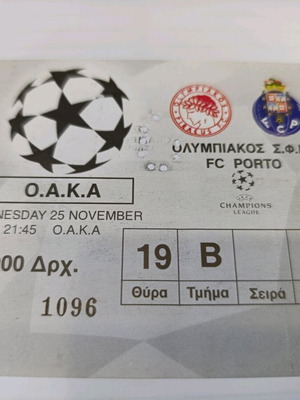 ΟΛΥΜΠΙΑΚΟΣ Σ.Φ.
FC PORTO
CHAMPIONS
LEAGUE
O.A.K.A
NESDAY 25 NOVEMBER
21:45 O.A.K.A
00 Δρχ.
1096
19 B
Θύρα Τμήμα Σειρά